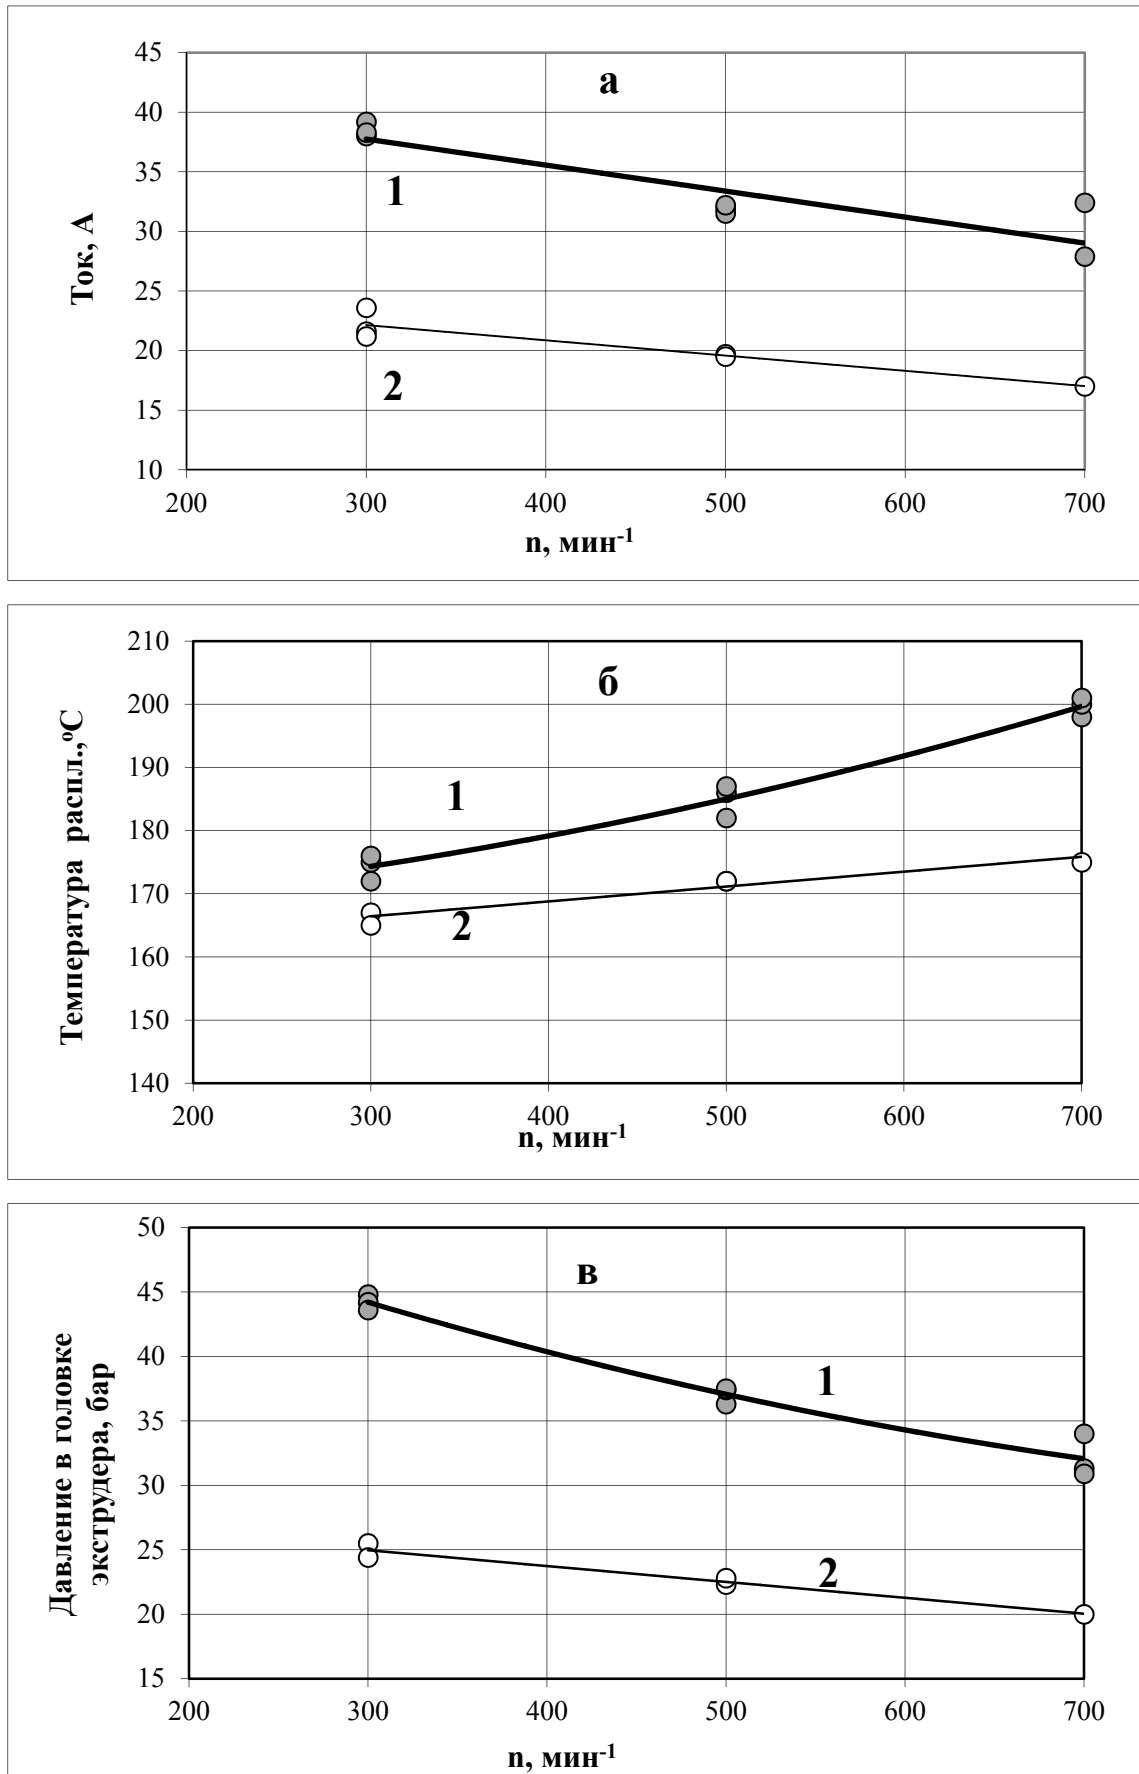 45
а
40
35
1
30
25
20
2
15
10
200 300 400 500 600 700
Ток, А
n, мин⁻¹
210
б
200
190
1
180
170
2
160
150
140
200 300 400 500 600 700
Температура распл.,ᵒС
n, мин⁻¹
50
в
45
40
1
35
30
25
2
20
15
200 300 400 500 600 700
Давление в головке
экструдера, бар
n, мин⁻¹